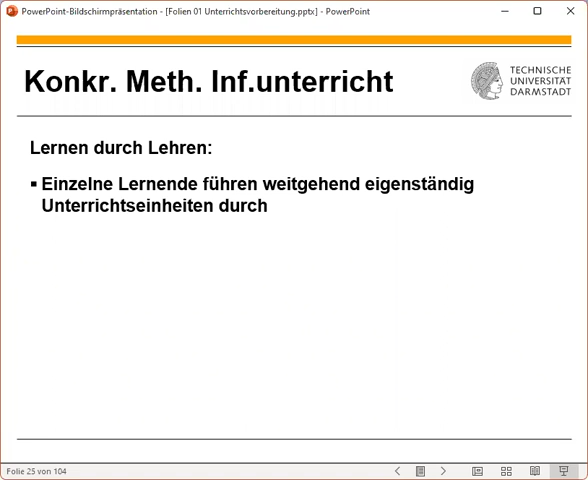 PowerPoint-Bildschirmpräsentation - [Folien 01 Unterrichtsvorbereitung.pptx] - PowerPoint
Konkr. Meth. Inf.unterricht
TECHNISCHE
UNIVERSITÄT
DARMSTADT
Lernen durch Lehren:
▪ Einzelne Lernende führen weitgehend eigenständig
Unterrichtseinheiten durch
Folie 25 von 104